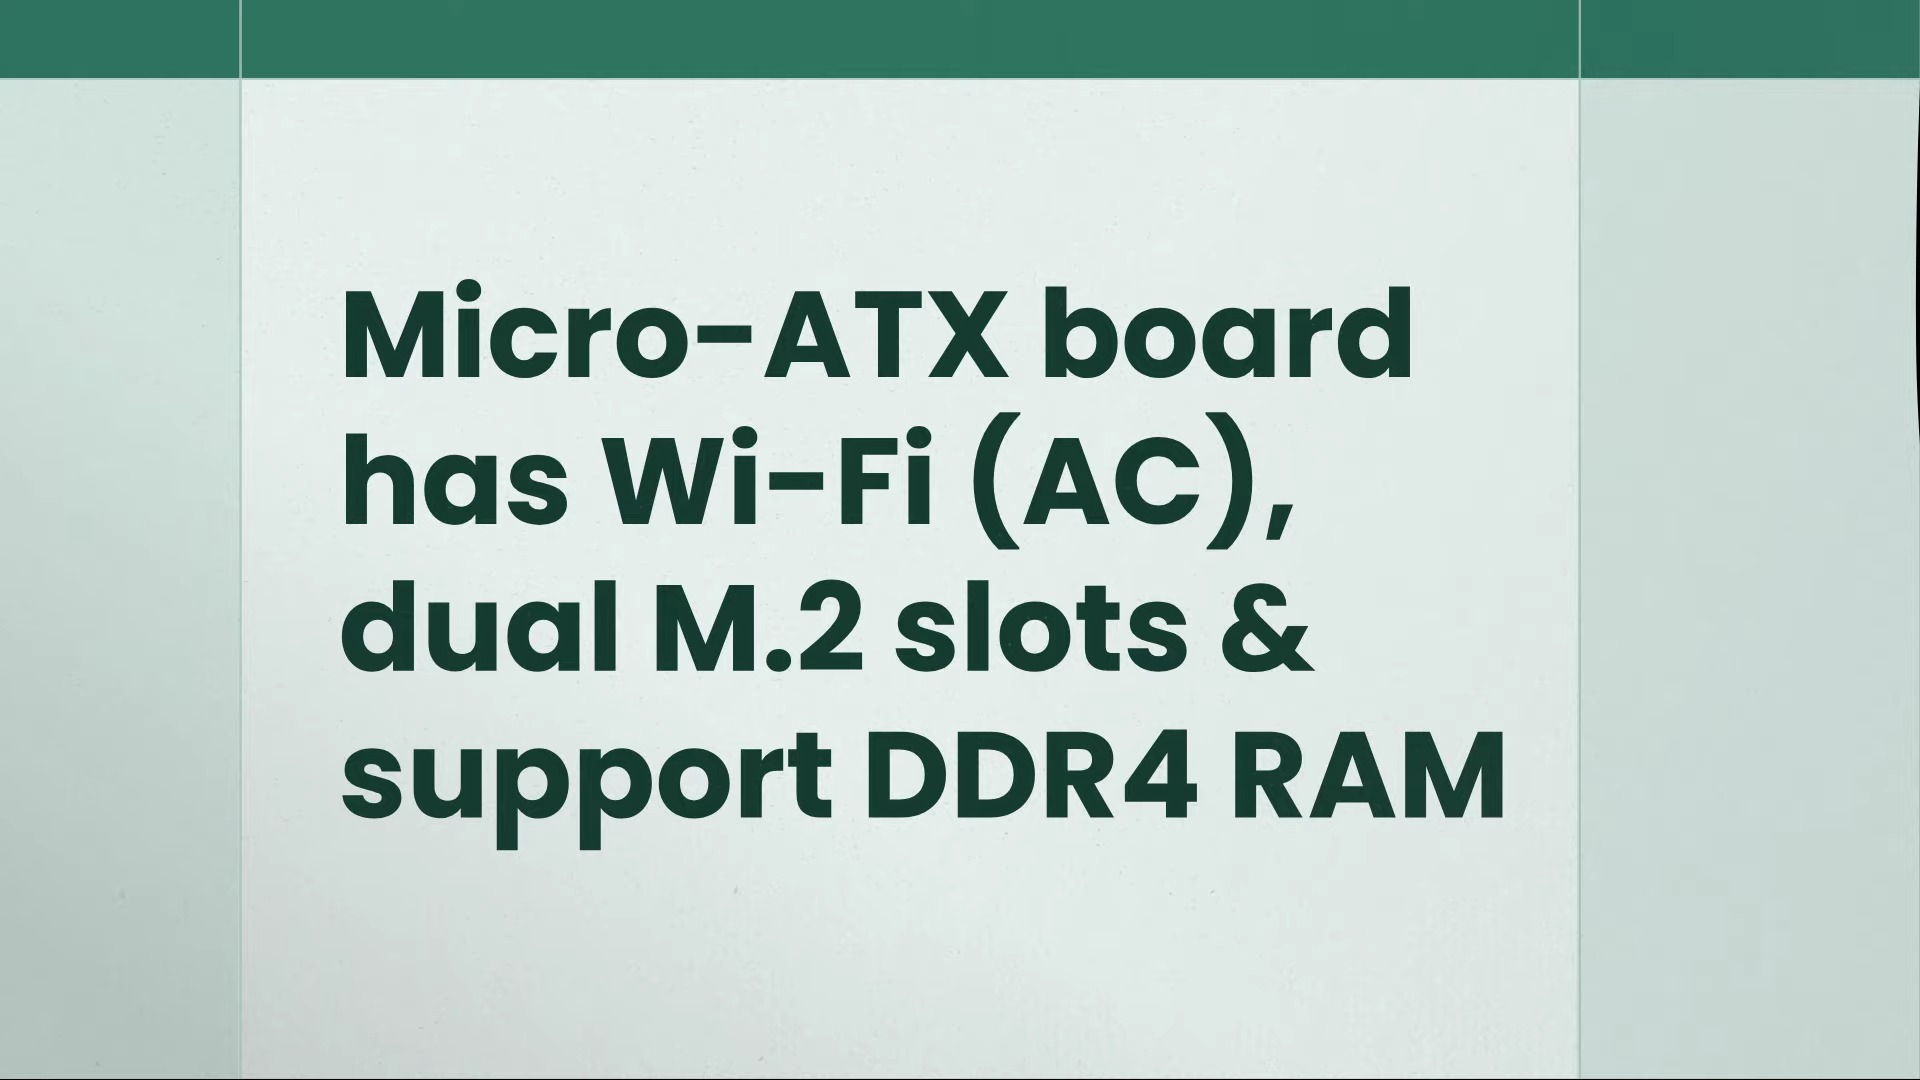 Micro-ATX board
has Wi-Fi (AC),
dual M.2 slots &
support DDR4 RAM